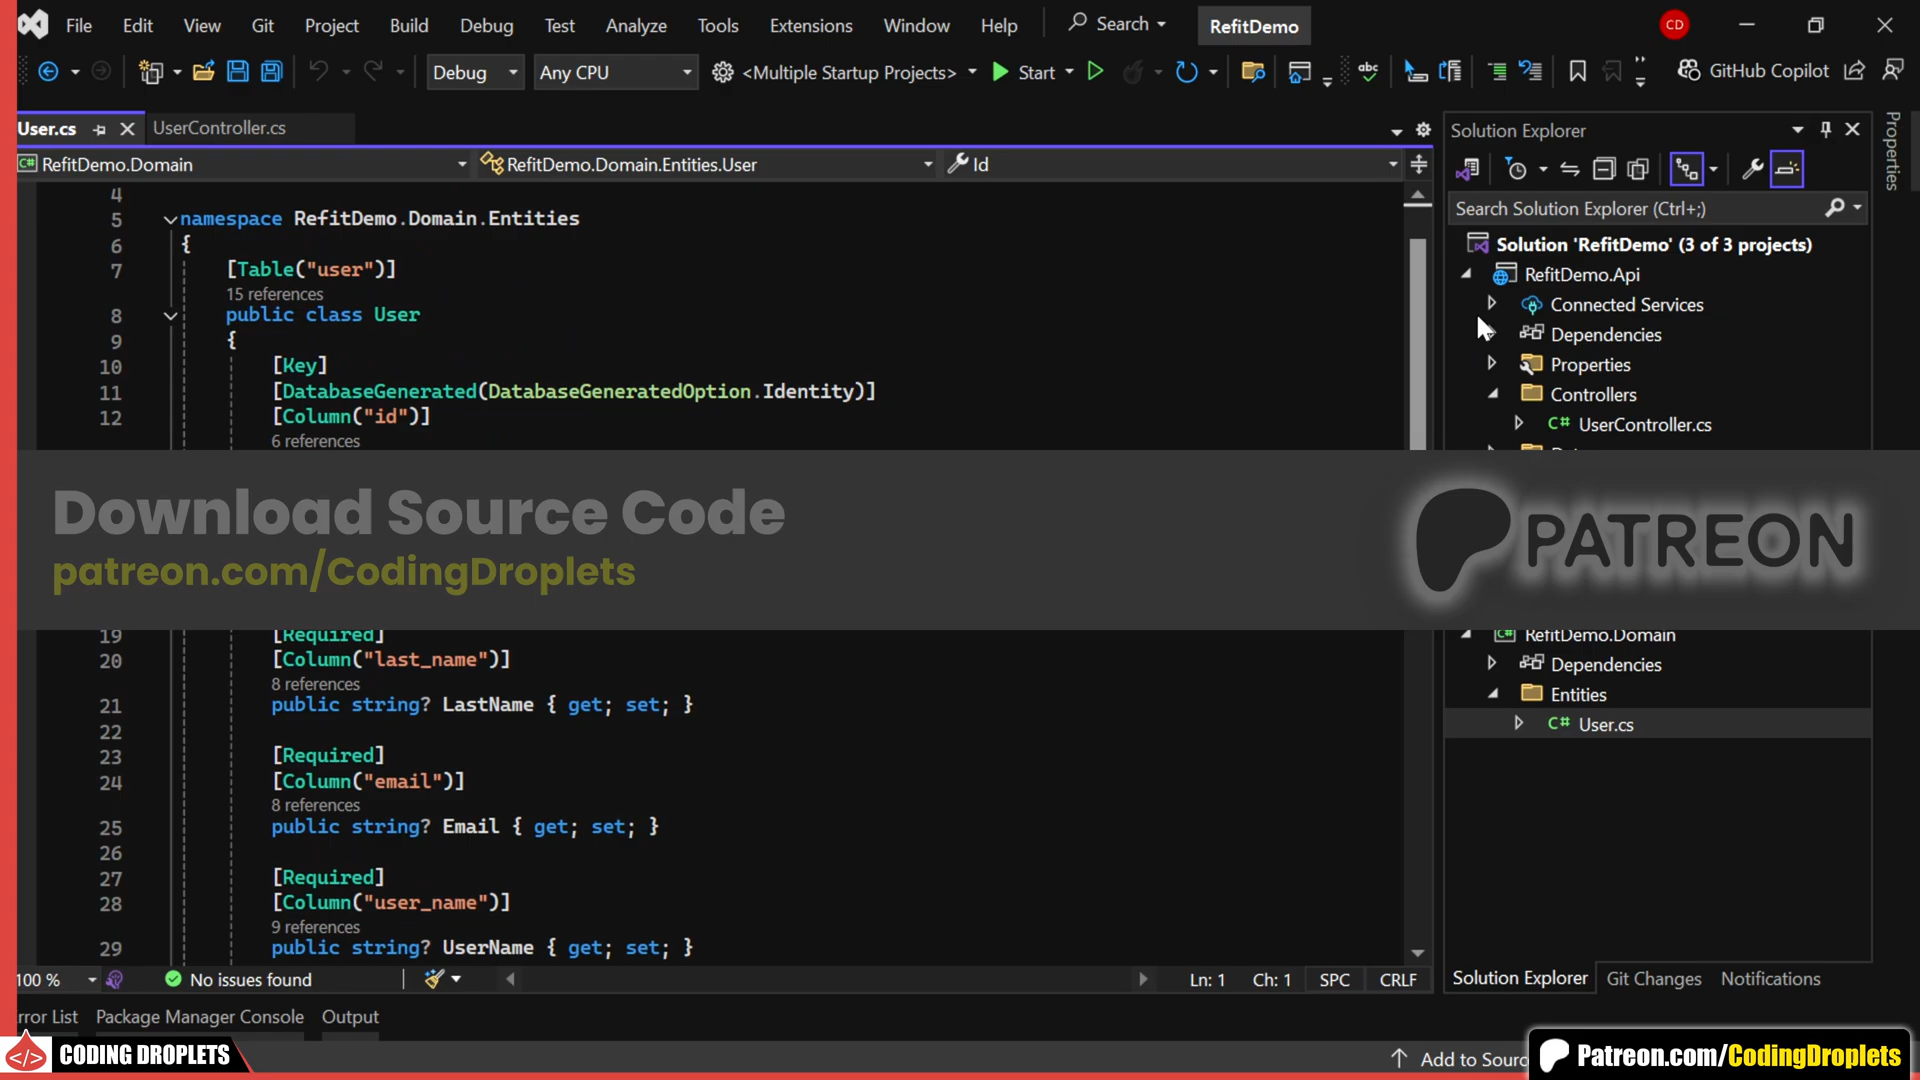 File Edit View Git Project Build Debug Test Analyze Tools Extensions Window Help Search RefitDemo CD
Debug Any CPU <Multiple Startup Projects> Start abc GitHub Copilot
User.cs UserController.cs
RefitDemo.Domain RefitDemo.Domain.Entities.User Id
4
5 namespace RefitDemo.Domain.Entities
6 {
7 [Table("user")]
15 references
8 public class User
9 {
10 [Key]
11 [DatabaseGenerated(DatabaseGeneratedOption.Identity)]
12 [Column("id")]
6 references
Download Source Code
patreon.com/CodingDroplets
PATREON
19 [Required]
20 [Column("last_name")]
8 references
21 public string? LastName { get; set; }
22
23 [Required]
24 [Column("email")]
8 references
25 public string? Email { get; set; }
26
27 [Required]
28 [Column("user_name")]
9 references
29 public string? UserName { get; set; }
100 % No issues found Ln: 1 Ch: 1 SPC CRLF
Solution Explorer
Search Solution Explorer (Ctrl+;)
Solution 'RefitDemo' (3 of 3 projects)
RefitDemo.Api
Connected Services
Dependencies
Properties
Controllers
C# UserController.cs
C# RefitDemo.Domain
Dependencies
Entities
C# User.cs
Solution Explorer Git Changes Notifications
Properties
rror List Package Manager Console Output
</> CODING DROPLETS
Add to Sourc
Patreon.com/CodingDroplets